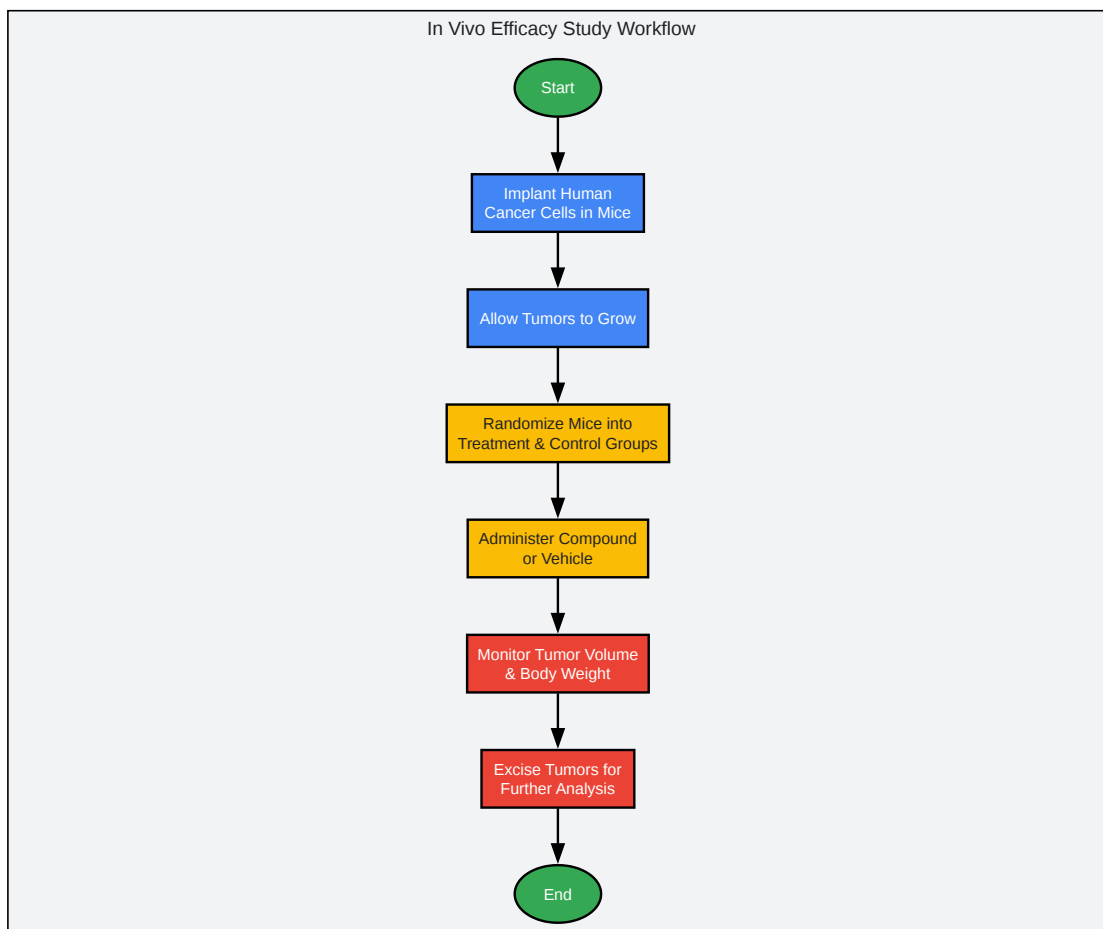 In Vivo Efficacy Study Workflow
Start
Implant Human
Cancer Cells in Mice
Allow Tumors to Grow
Randomize Mice into
Treatment & Control Groups
Administer Compound
or Vehicle
Monitor Tumor Volume
& Body Weight
Excise Tumors for
Further Analysis
End